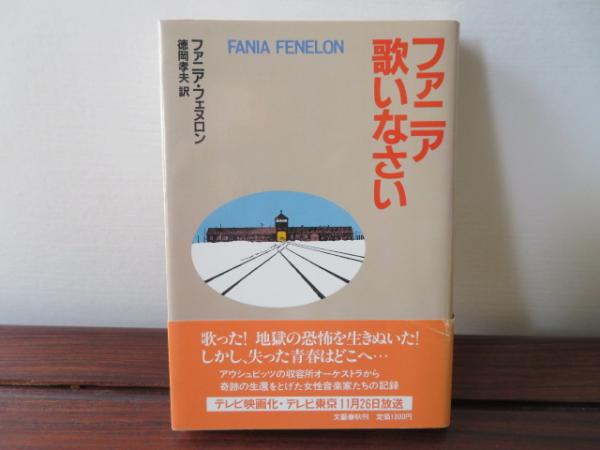 FANIA FENELON
ファニア
歌いなさい
ファニア・フェヌロン
徳岡孝夫 訳
歌った! 地獄の恐怖を生きぬいた!
しかし、失った青春はどこへ…
アウシュビッツの収容所オーケストラから
奇跡の生還をとげた女性音楽家たちの記録
テレビ映画化・テレビ東京11月26日放送
文藝春秋刊 定価1300円